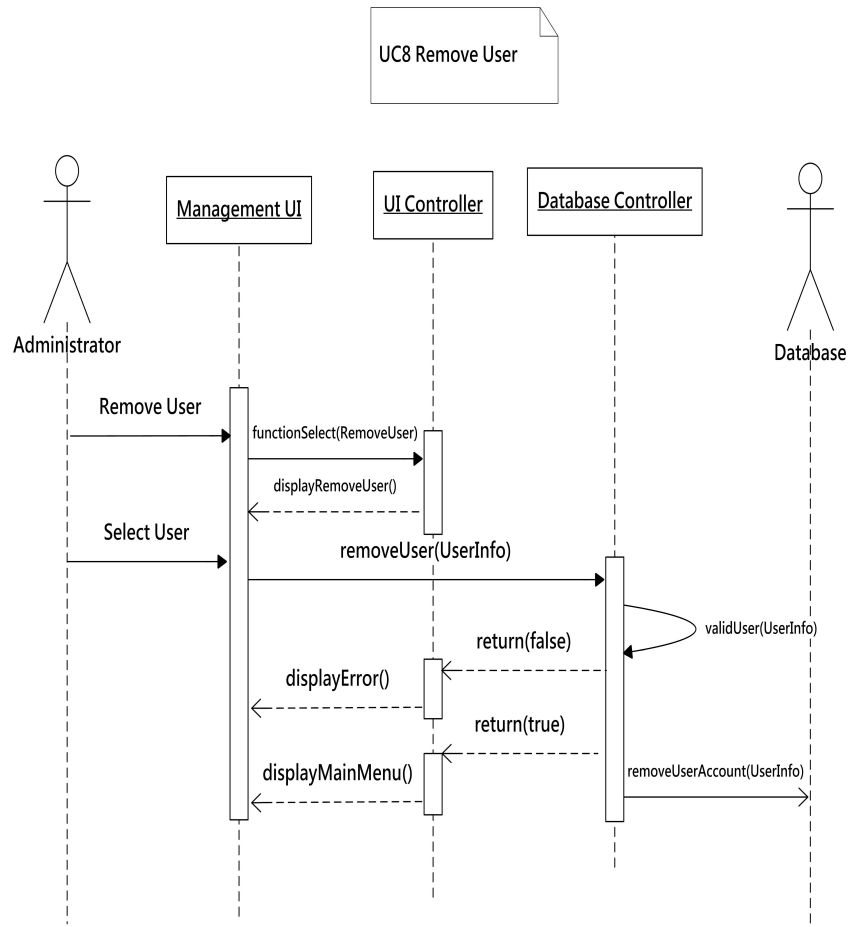 UC8 Remove User
Management UI
UI Controller
Database Controller
Administrator
Database
Remove User
functionSelect(RemoveUser)
displayRemoveUser()
Select User
removeUser(UserInfo)
validUser(UserInfo)
return(false)
displayError()
return(true)
displayMainMenu()
removeUserAccount(UserInfo)